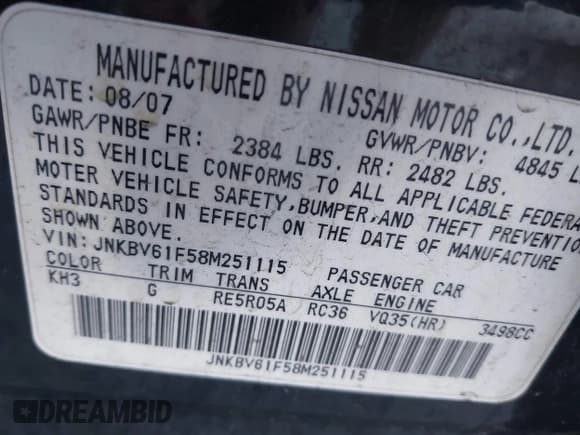 MANUFACTURED BY NISSAN MOTOR CO.,LTD.
DATE: 08/07 GVWR/PNBV: 4845 L
GAWR/PNBE FR: 2384 LBS. RR: 2482 LBS.
THIS VEHICLE CONFORMS TO ALL APPLICABLE FEDERA
MOTER VEHICLE SAFETY,BUMPER,AND THEFT PREVENTION
STANDARDS IN EFFECT ON THE DATE OF MANUFACTURE
SHOWN ABOVE.
VIN: JNKBV61F58M251115 PASSENGER CAR
COLOR TRIM TRANS AXLE ENGINE
KH3 G RE5R05A RC36 VQ35(HR) 3498CC
JNKBV61F58M251115
DREAMBID